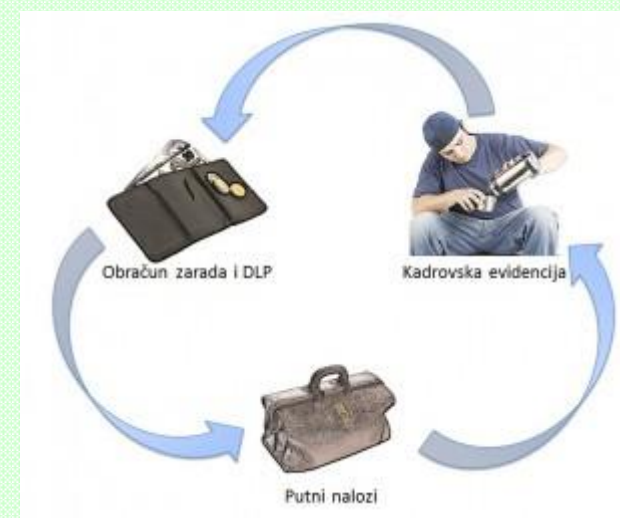 Obračun zarada i DLP
Kadrovska evidencija
Putni nalozi